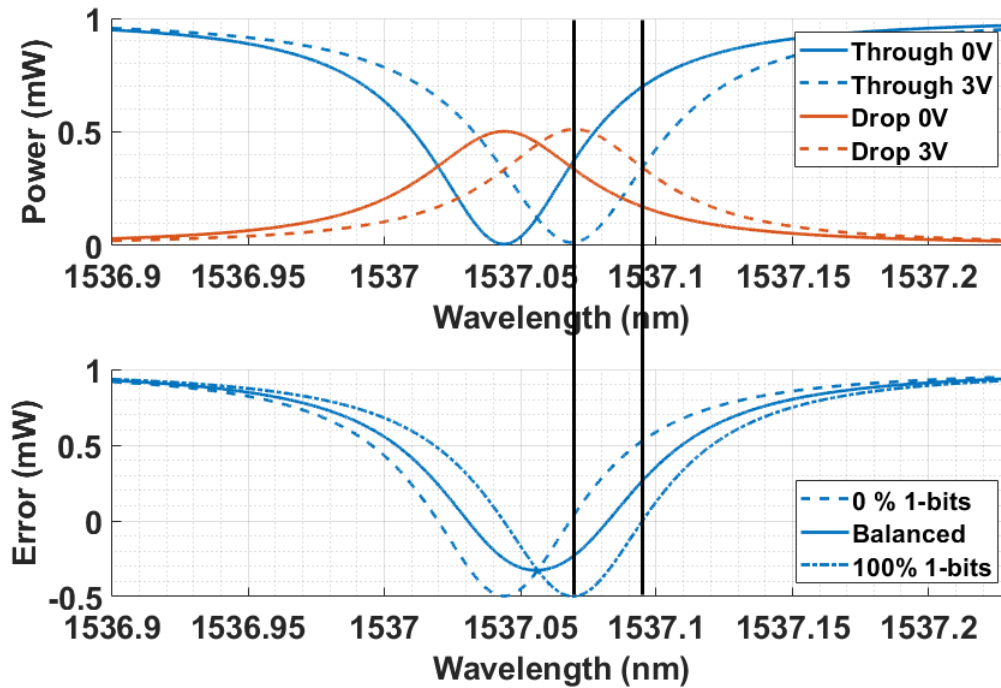 Power (mW)
1
0.5
0
Through 0V
Through 3V
Drop 0V
Drop 3V
1536.9 1536.95 1537 1537.05 1537.1 1537.15 1537.2
Wavelength (nm)
Error (mW)
1
0.5
0
-0.5
0 % 1-bits
Balanced
100% 1-bits
1536.9 1536.95 1537 1537.05 1537.1 1537.15 1537.2
Wavelength (nm)